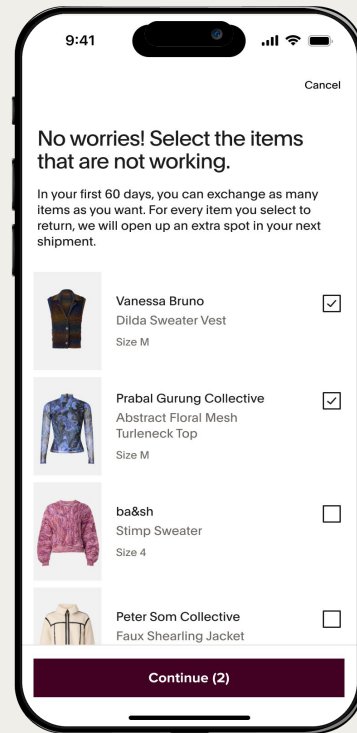 9:41
Cancel
No worries! Select the items
that are not working.
In your first 60 days, you can exchange as many
items as you want. For every item you select to
return, we will open up an extra spot in your next
shipment.
Vanessa Bruno
Dilda Sweater Vest
Size M
Prabal Gurung Collective
Abstract Floral Mesh
Turleneck Top
Size M
ba&sh
Stimp Sweater
Size 4
Peter Som Collective
Faux Shearling Jacket
Continue (2)